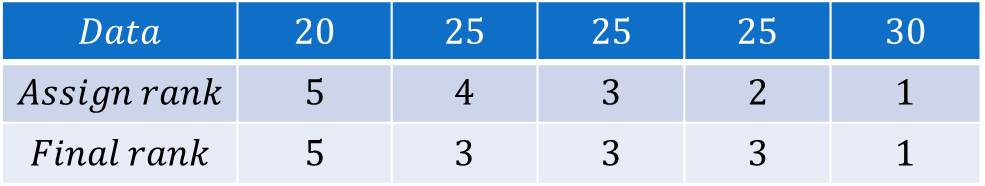 Data 20 25 25 25 30
Assign rank 5 4 3 2 1
Final rank 5 3 3 3 1